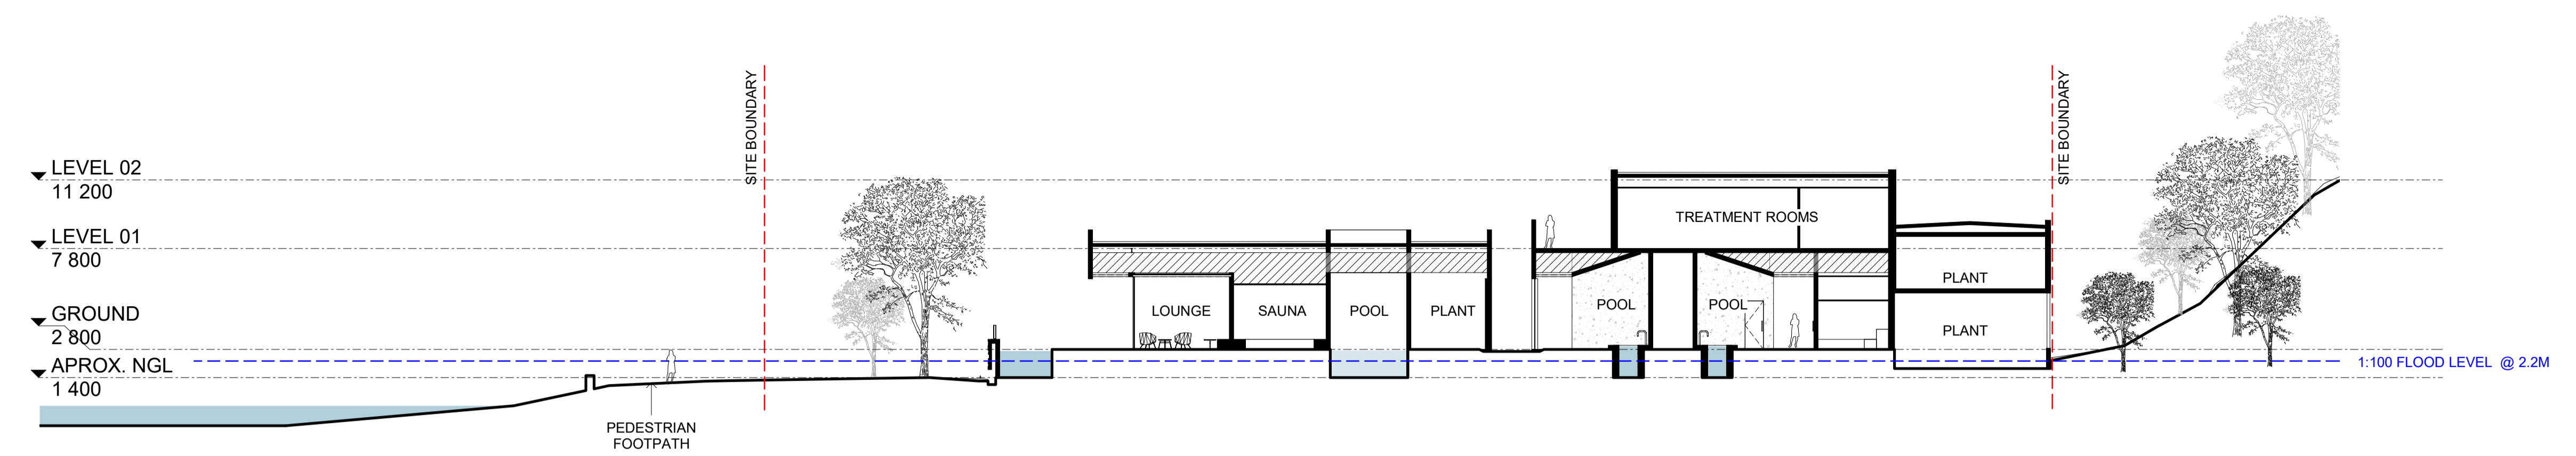 SITE BOUNDARY
SITE BOUNDARY
LEVEL 02
11 200
TREATMENT ROOMS
LEVEL 01
7 800
PLANT
LOUNGE
SAUNA
POOL
PLANT
POOL
POOL
PLANT
GROUND
2 800
APROX. NGL
1 400
1:100 FLOOD LEVEL @ 2.2M
PEDESTRIAN
FOOTPATH